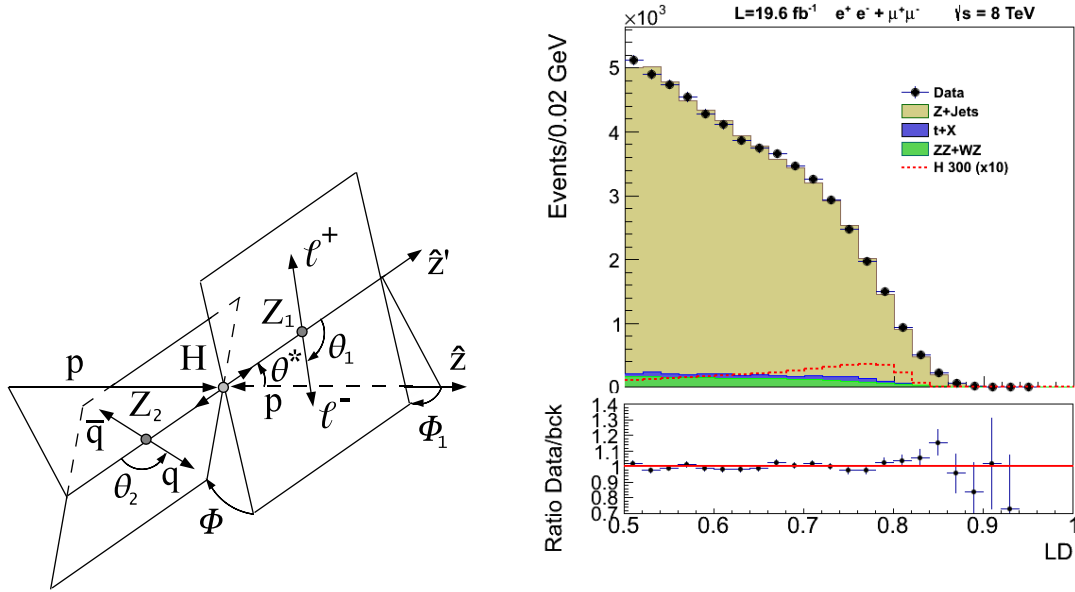 ℓ⁺
ẑ'
Z₁
θ₁
H
θ*
ẑ
p
p
ℓ⁻
Φ₁
q̅
Z₂
θ₂
q
Φ
×10³
L=19.6 fb⁻¹ e⁺ e⁻ + μ⁺μ⁻ √s = 8 TeV
Events/0.02 GeV
5
4
3
2
1
0
Data
Z+Jets
t+X
ZZ+WZ
H 300 (x10)
Ratio Data/bck
1.4
1.3
1.2
1.1
1
0.9
0.8
0.7
0.5 0.6 0.7 0.8 0.9 1
LD